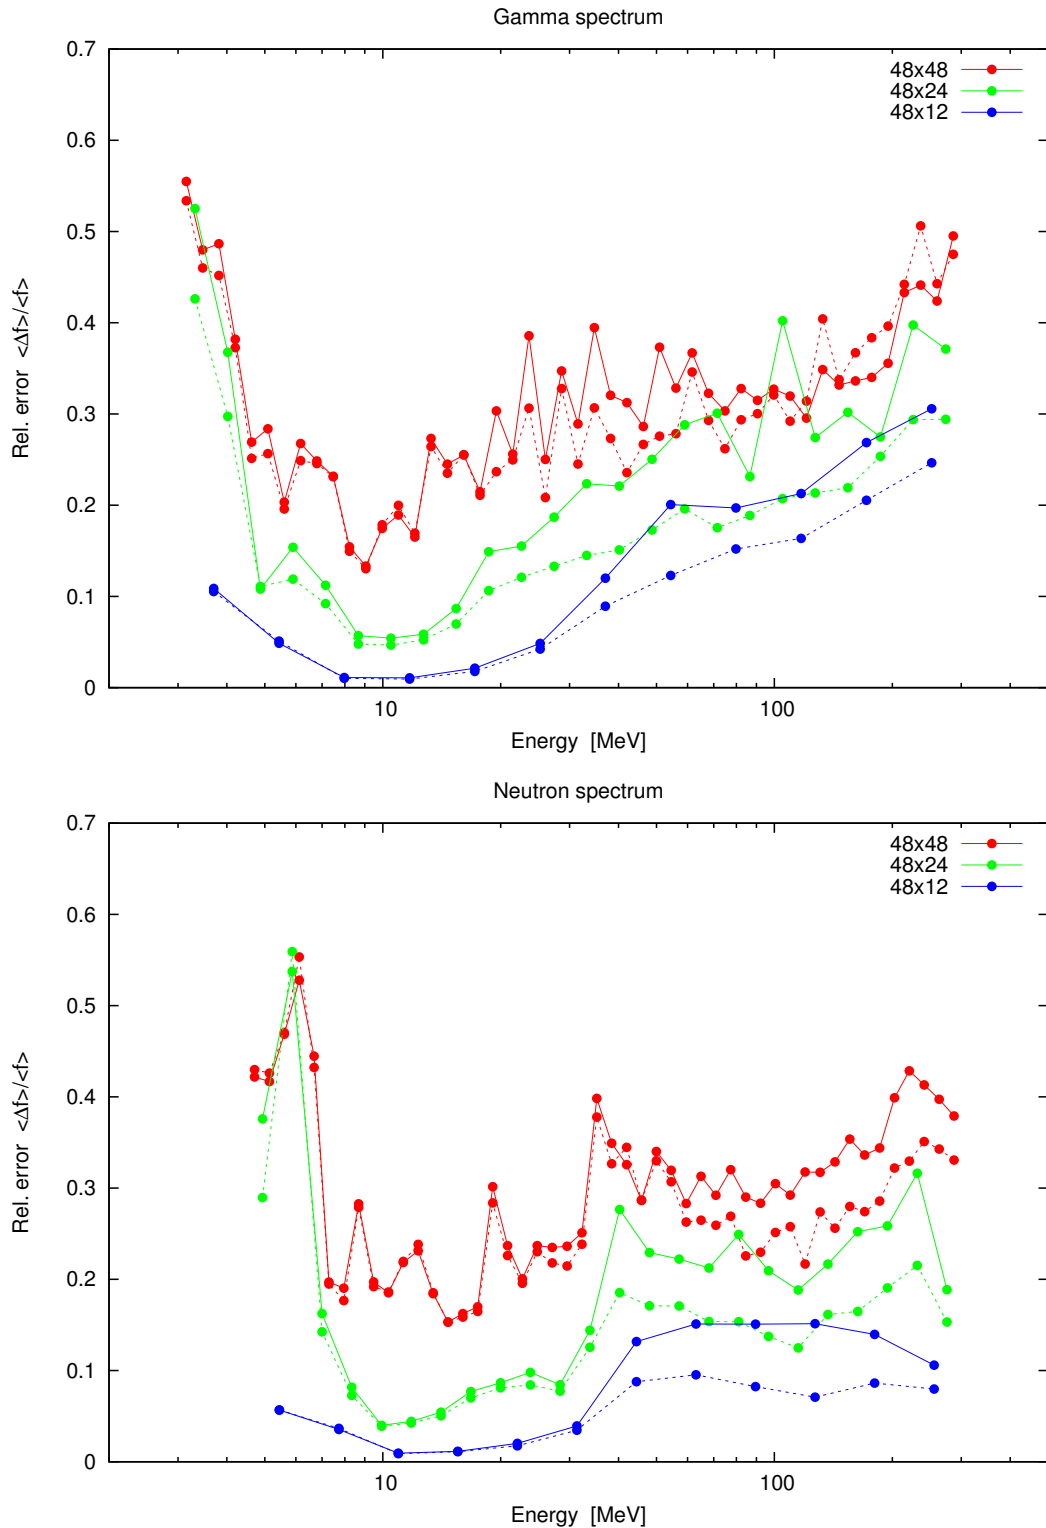 Gamma spectrum
0.7
0.6
0.5
0.4
0.3
0.2
0.1
0
Rel. error <Δf>/<f>
48x48
48x24
48x12
10
100
Energy [MeV]
Neutron spectrum
0.7
0.6
0.5
0.4
0.3
0.2
0.1
0
Rel. error <Δf>/<f>
48x48
48x24
48x12
10
100
Energy [MeV]